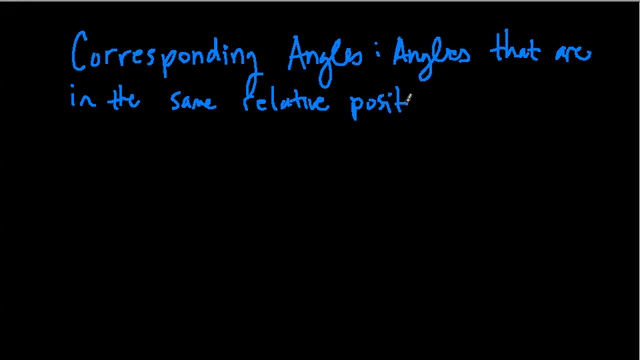 Corresponding Angles : Angles that are
in the same relative posit